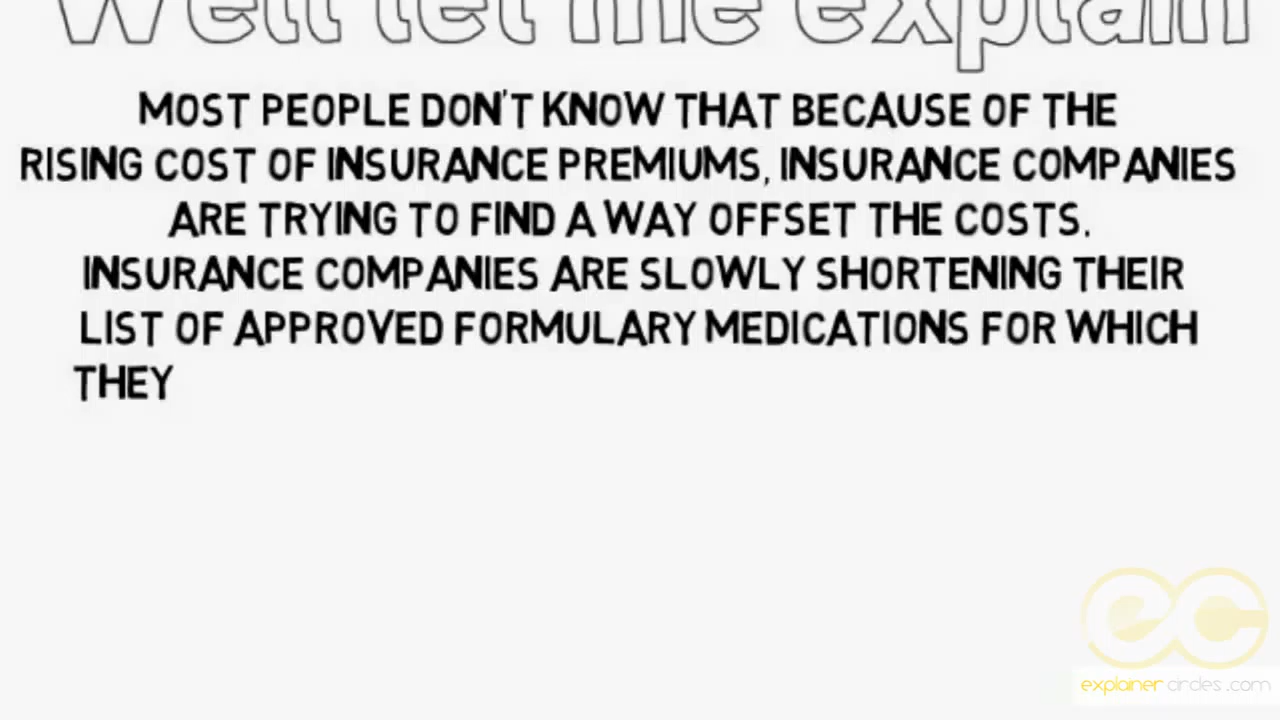 Well let me explain
MOST PEOPLE DON'T KNOW THAT BECAUSE OF THE
RISING COST OF INSURANCE PREMIUMS, INSURANCE COMPANIES
ARE TRYING TO FIND A WAY OFFSET THE COSTS.
INSURANCE COMPANIES ARE SLOWLY SHORTENING THEIR
LIST OF APPROVED FORMULARY MEDICATIONS FOR WHICH
THEY
ec
explainer circles .com